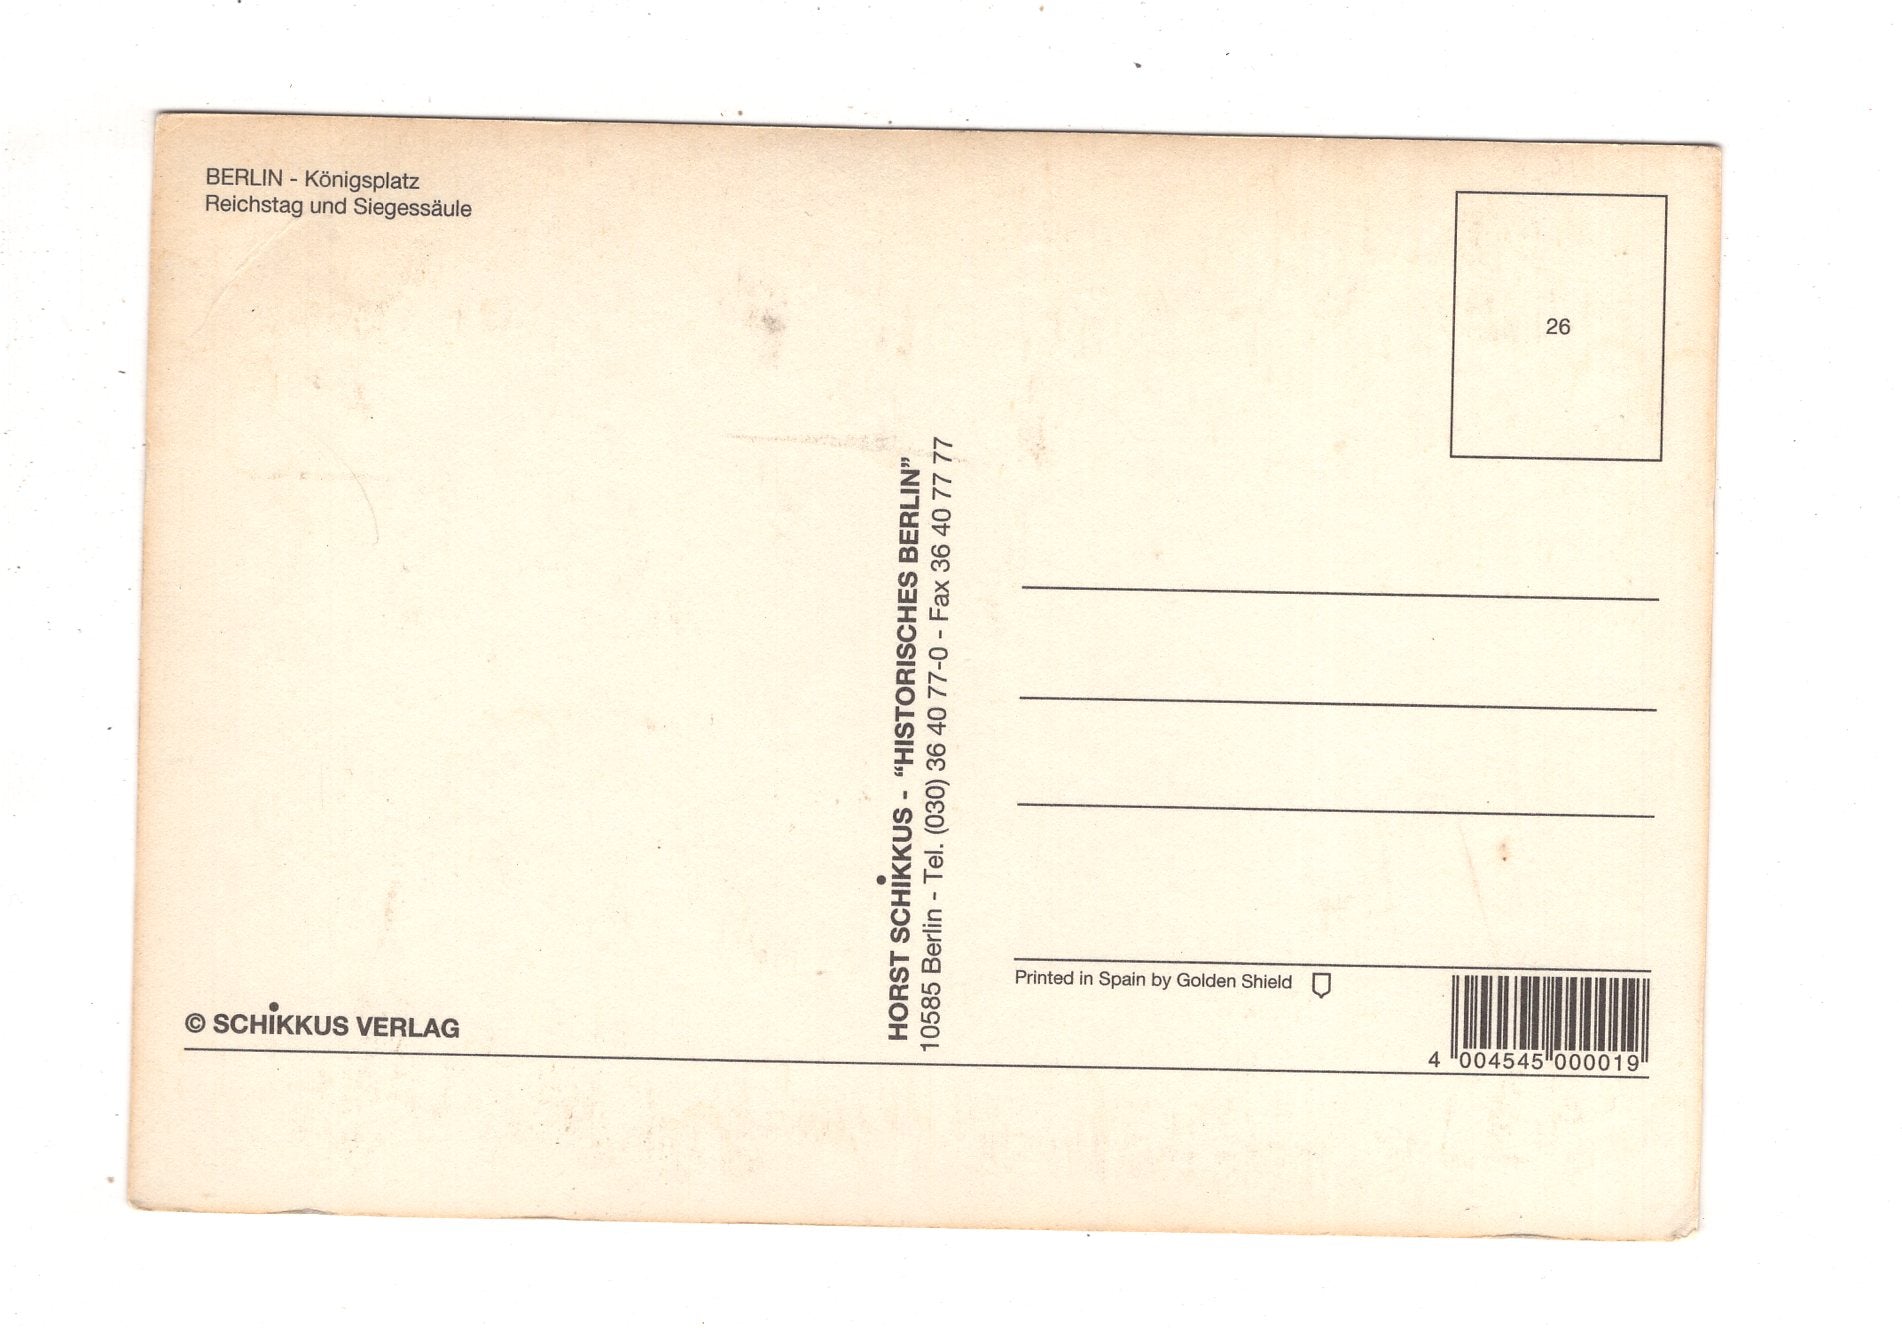 BERLIN - Königsplatz
Reichstag und Siegessäule
26
HORST SCHIKKUS - “HISTORISCHES BERLIN”
10585 Berlin - Tel. (030) 36 40 77-0 - Fax 36 40 77 77
Printed in Spain by Golden Shield
© SCHIKKUS VERLAG
4 004545 000019